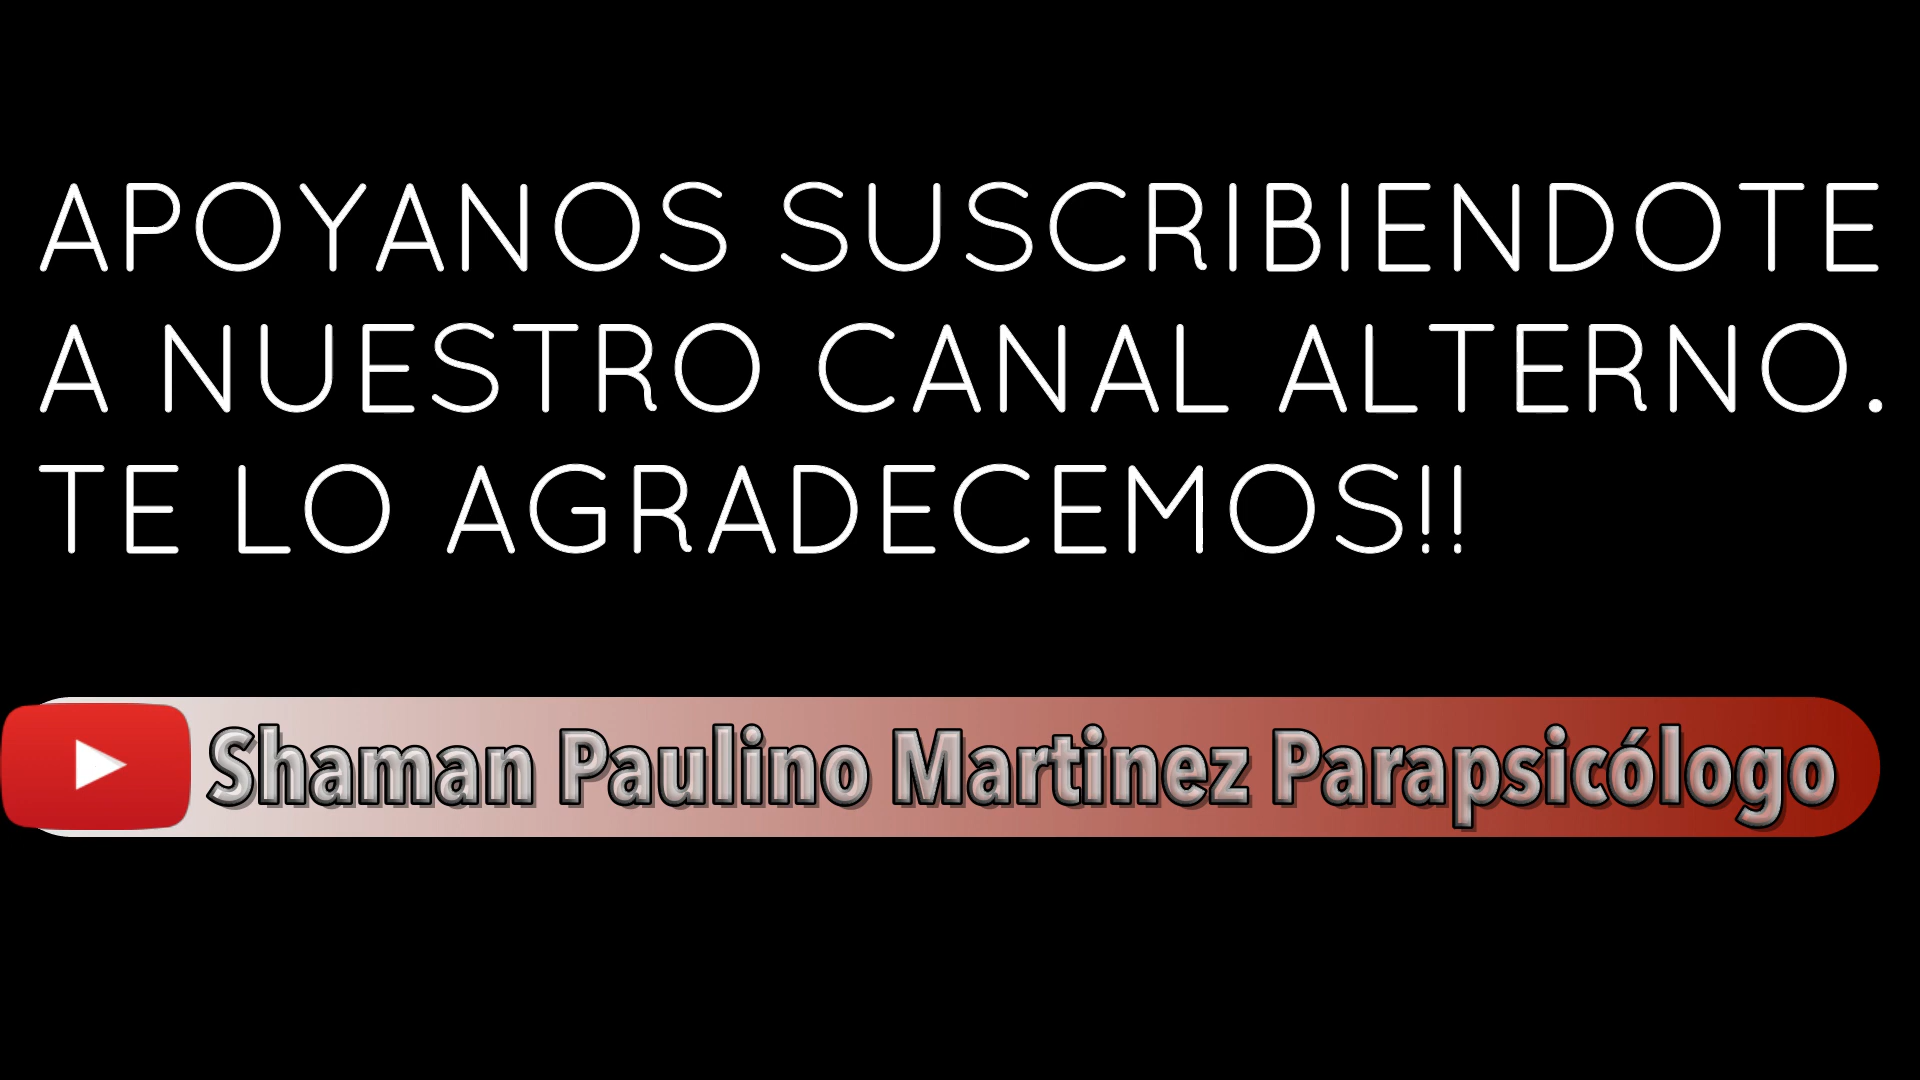 APOYANOS SUSCRIBIENDOTE
A NUESTRO CANAL ALTERNO.
TE LO AGRADECEMOS!!
Shaman Paulino Martinez Parapsicólogo